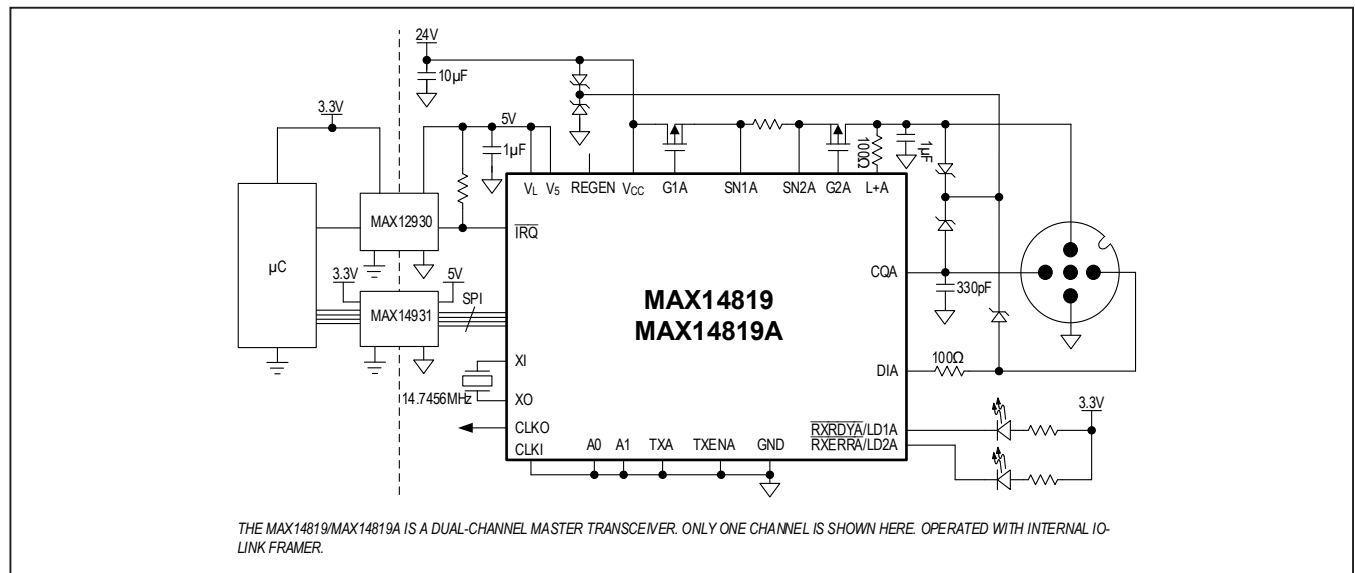 24V
10µF
3.3V
5V
1µF
100Ω
1µF
VL
V5
REGEN
VCC
G1A
SN1A
SN2A
G2A
L+A
MAX12930
IRQ
µC
3.3V
5V
SPI
MAX14931
MAX14819
MAX14819A
CQA
330pF
XI
XO
14.7456MHz
DIA
100Ω
3.3V
CLKO
CLKI
A0
A1
TXA
TXENA
GND
RXRDYA/LD1A
RXERRA/LD2A
THE MAX14819/MAX14819A IS A DUAL-CHANNEL MASTER TRANSCEIVER. ONLY ONE CHANNEL IS SHOWN HERE. OPERATED WITH INTERNAL IO-
LINK FRAMER.